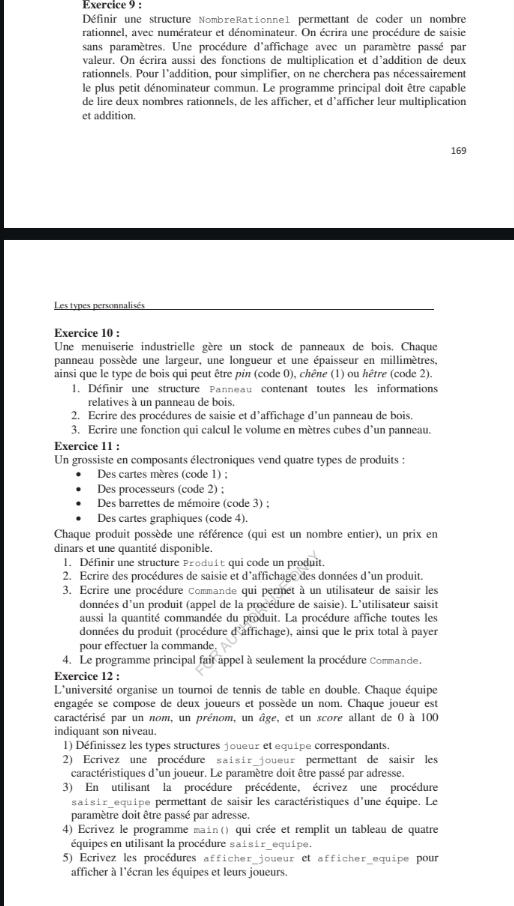 Exercice 9 :
Définir une structure NombreRationnel permettant de coder un nombre
rationnel, avec numérateur et dénominateur. On écrira une procédure de saisie
sans paramètres. Une procédure d'affichage avec un paramètre passé par
valeur. On écrira aussi des fonctions de multiplication et d'addition de deux
rationnels. Pour l'addition, pour simplifier, on ne cherchera pas nécessairement
le plus petit dénominateur commun. Le programme principal doit être capable
de lire deux nombres rationnels, de les afficher, et d'afficher leur multiplication
et addition.
169
Les types personnalisés
Exercice 10 :
Une menuiserie industrielle gère un stock de panneaux de bois. Chaque
panneau possède une largeur, une longueur et une épaisseur en millimètres,
ainsi que le type de bois qui peut être pin (code 0), chêne (1) ou hêtre (code 2).
1. Définir une structure Panneau contenant toutes les informations
relatives à un panneau de bois.
2. Ecrire des procédures de saisie et d'affichage d'un panneau de bois.
3. Ecrire une fonction qui calcul le volume en mètres cubes d'un panneau.
Exercice 11 :
Un grossiste en composants électroniques vend quatre types de produits :
• Des cartes mères (code 1) ;
• Des processeurs (code 2) ;
• Des barrettes de mémoire (code 3) ;
• Des cartes graphiques (code 4).
Chaque produit possède une référence (qui est un nombre entier), un prix en
dinars et une quantité disponible.
1. Définir une structure Produit qui code un produit.
2. Ecrire des procédures de saisie et d'affichage des données d'un produit.
3. Ecrire une procédure Commande qui permet à un utilisateur de saisir les
données d'un produit (appel de la procédure de saisie). L'utilisateur saisit
aussi la quantité commandée du produit. La procédure affiche toutes les
données du produit (procédure d'affichage), ainsi que le prix total à payer
pour effectuer la commande.
4. Le programme principal fait appel à seulement la procédure Commande.
Exercice 12 :
L'université organise un tournoi de tennis de table en double. Chaque équipe
engagée se compose de deux joueurs et possède un nom. Chaque joueur est
caractérisé par un nom, un prénom, un âge, et un score allant de 0 à 100
indiquant son niveau.
1) Définissez les types structures joueur et equipe correspondants.
2) Ecrivez une procédure saisir_joueur permettant de saisir les
caractéristiques d'un joueur. Le paramètre doit être passé par adresse.
3) En utilisant la procédure précédente, écrivez une procédure
saisir_equipe permettant de saisir les caractéristiques d'une équipe. Le
paramètre doit être passé par adresse.
4) Ecrivez le programme main() qui crée et remplit un tableau de quatre
équipes en utilisant la procédure saisir_equipe.
5) Ecrivez les procédures afficher_joueur et afficher_equipe pour
afficher à l'écran les équipes et leurs joueurs.